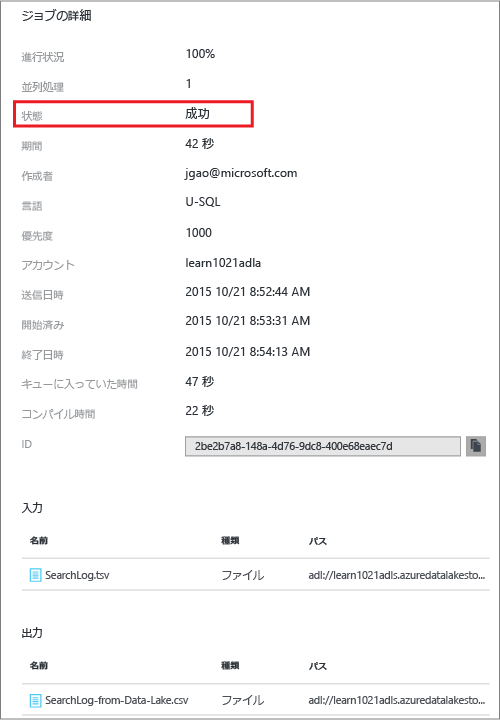 ジョブの詳細
進行状況 100%
並列処理 1
状態 成功
期間 42 秒
作成者 jgao@microsoft.com
言語 U-SQL
優先度 1000
アカウント learn1021adla
送信日時 2015 10/21 8:52:44 AM
開始済み 2015 10/21 8:53:31 AM
終了日時 2015 10/21 8:54:13 AM
キューに入っていた時間 47 秒
コンパイル時間 22 秒
ID 2be2b7a8-148a-4d76-9dc8-400e68eaec7d
入力
名前 種類 パス
SearchLog.tsv ファイル adl://learn1021adls.azuredatalakesto...
出力
名前 種類 パス
SearchLog-from-Data-Lake.csv ファイル adl://learn1021adls.azuredatalakesto...